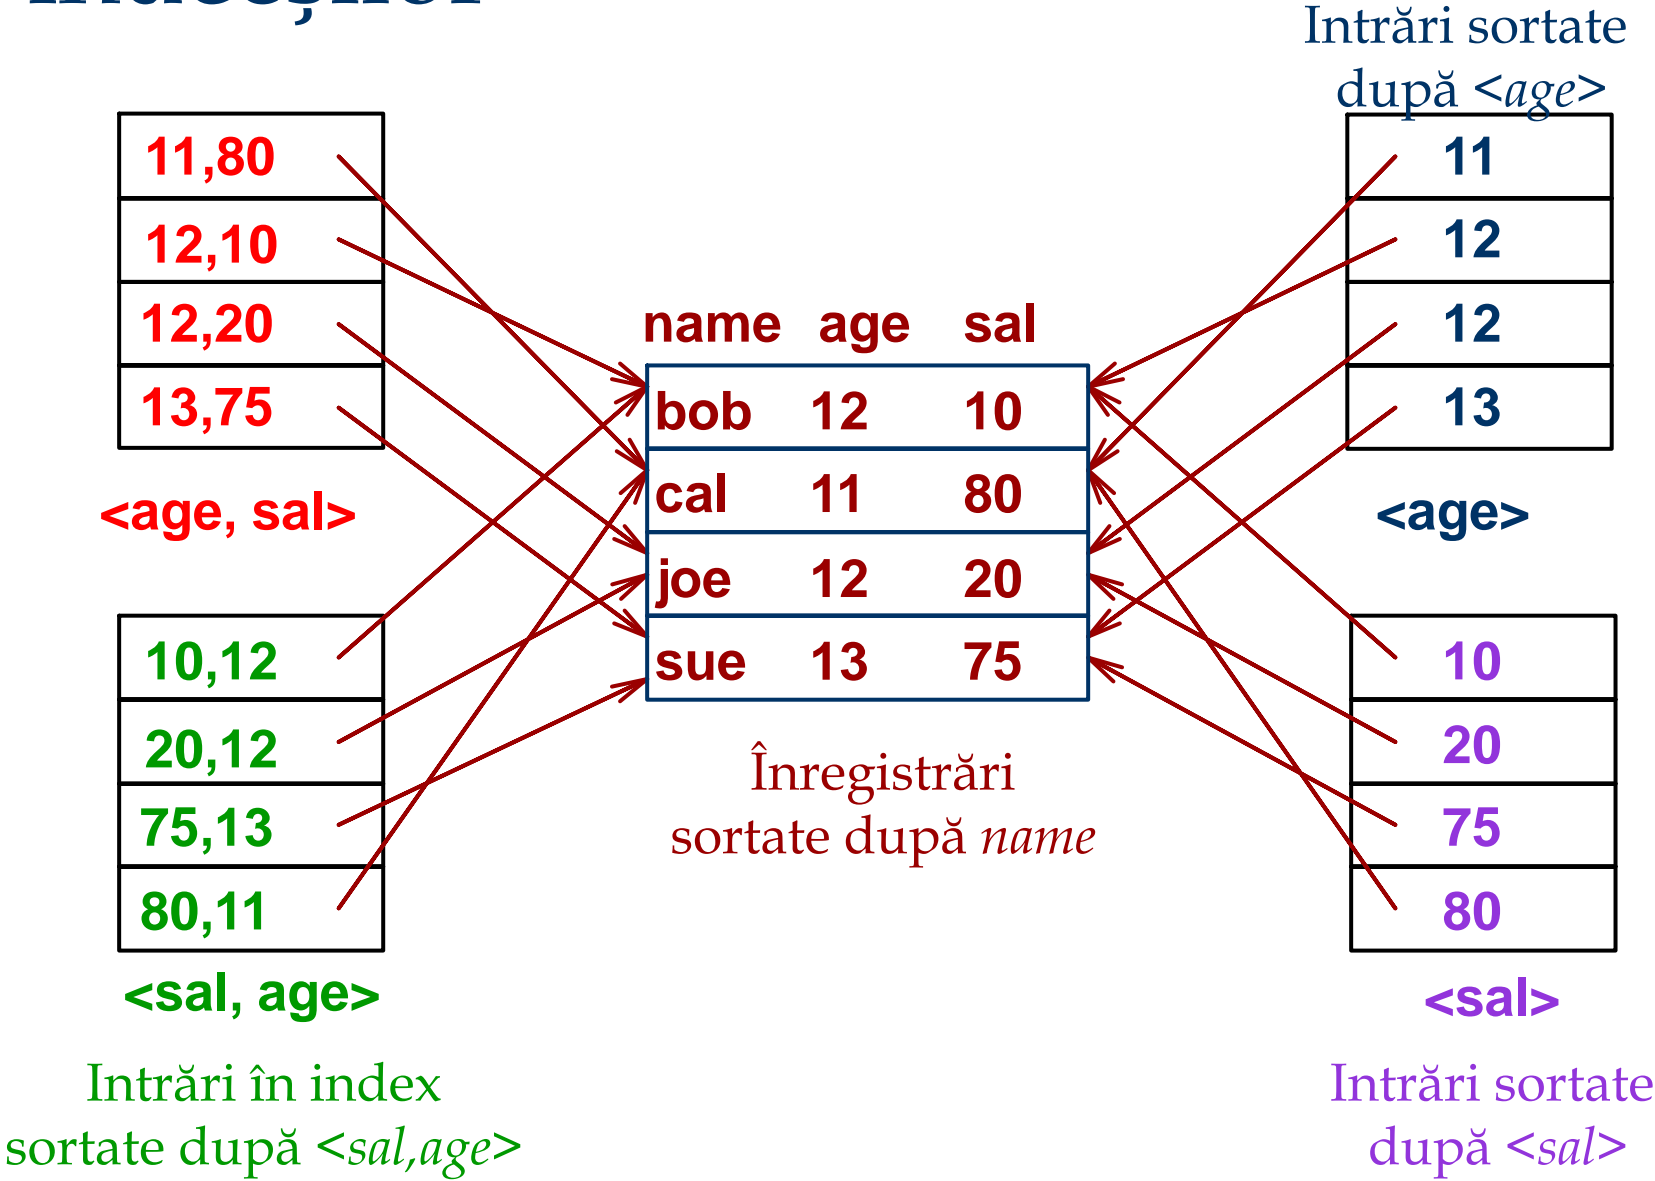 Intrări sortate
după <age>
11,80
12,10
12,20
13,75
<age, sal>
name age sal
bob 12 10
cal 11 80
joe 12 20
sue 13 75
Înregistrări
sortate după name
11
12
12
13
<age>
10,12
20,12
75,13
80,11
<sal, age>
Intrări în index
sortate după <sal,age>
10
20
75
80
<sal>
Intrări sortate
după <sal>